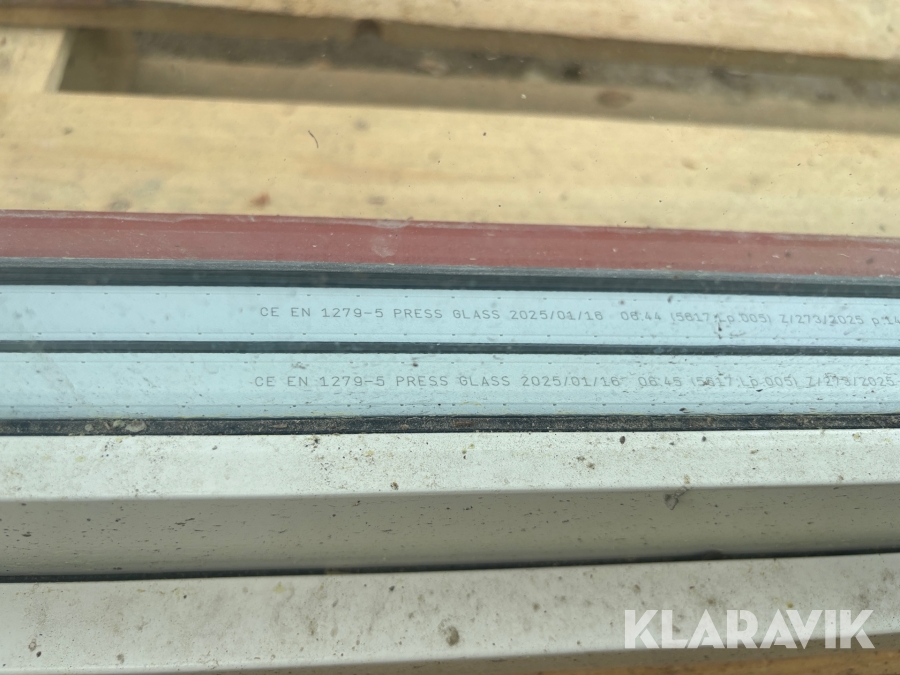 CE EN 1279-5 PRESS GLASS 2025/01/16 06:44 (5617;Lp.005) Z/273/2025 p.14
CE EN 1279-5 PRESS GLASS 2025/01/16 06:45 (5617;Lp.005) Z/273/2025
KLARAVIK